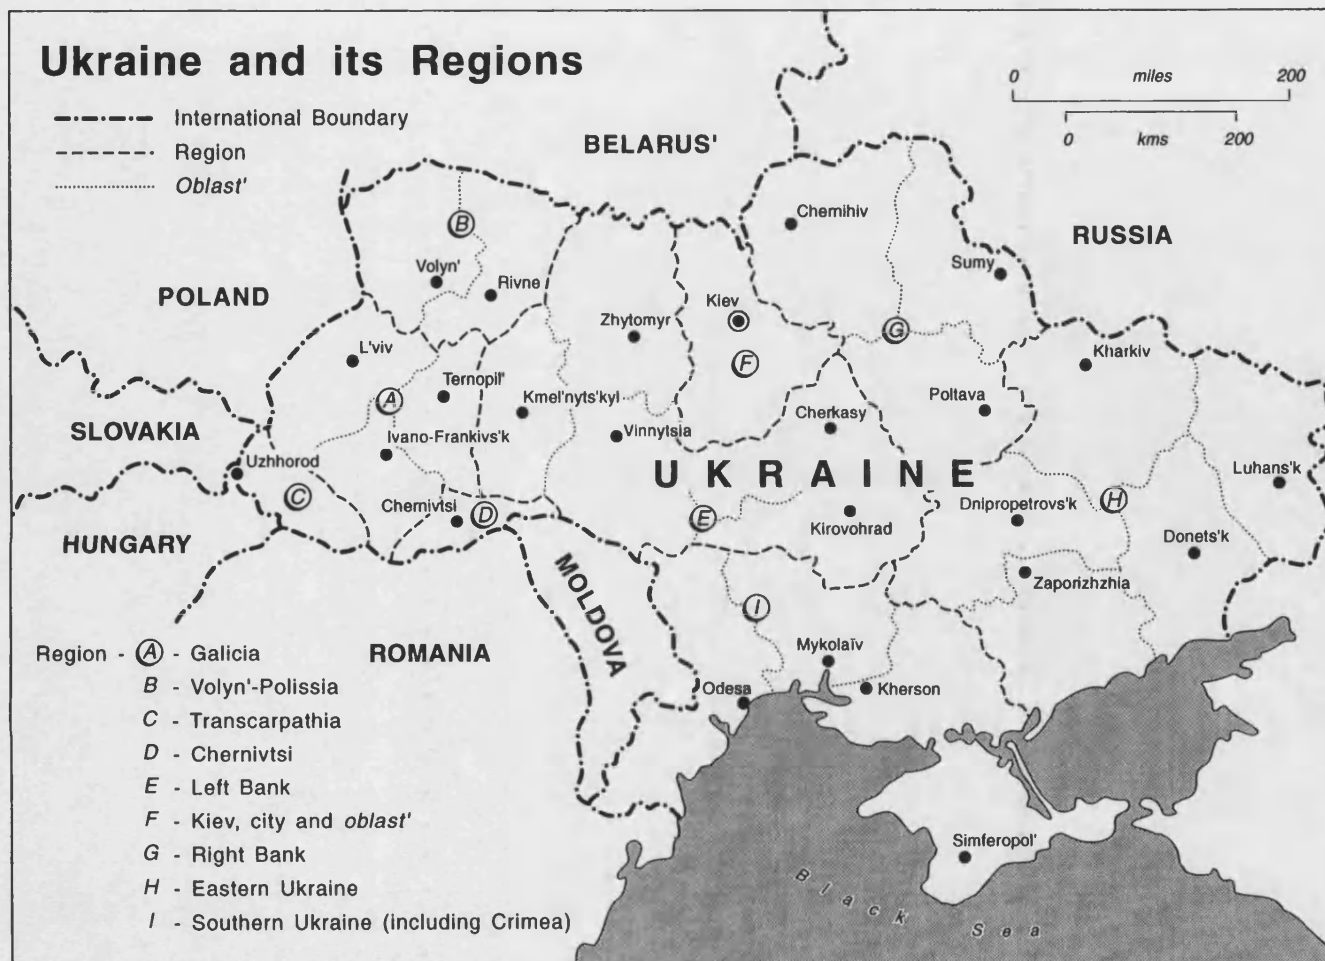 Ukraine and its Regions
International Boundary
Region
Oblast'
0 miles 200
0 kms 200
BELARUS'
RUSSIA
POLAND
SLOVAKIA
HUNGARY
ROMANIA
MOLDOVA
UKRAINE
Chernihiv
Sumy
B
Volyn'
Rivne
Kiev
Zhytomyr
G
Kharkiv
L'viv
F
Ternopil'
A
Kmel'nyts'kyl
Poltava
Cherkasy
Ivano-Frankivs'k
Vinnytsia
Uzhhorod
Luhans'k
C
Chernivtsi
D
E
Kirovohrad
Dnipropetrovs'k
H
Donets'k
Zaporizhzhia
I
Mykolaïv
Odesa
Kherson
Simferopol'
Black Sea
Region - A - Galicia
B - Volyn'-Polissia
C - Transcarpathia
D - Chernivtsi
E - Left Bank
F - Kiev, city and oblast'
G - Right Bank
H - Eastern Ukraine
I - Southern Ukraine (including Crimea)